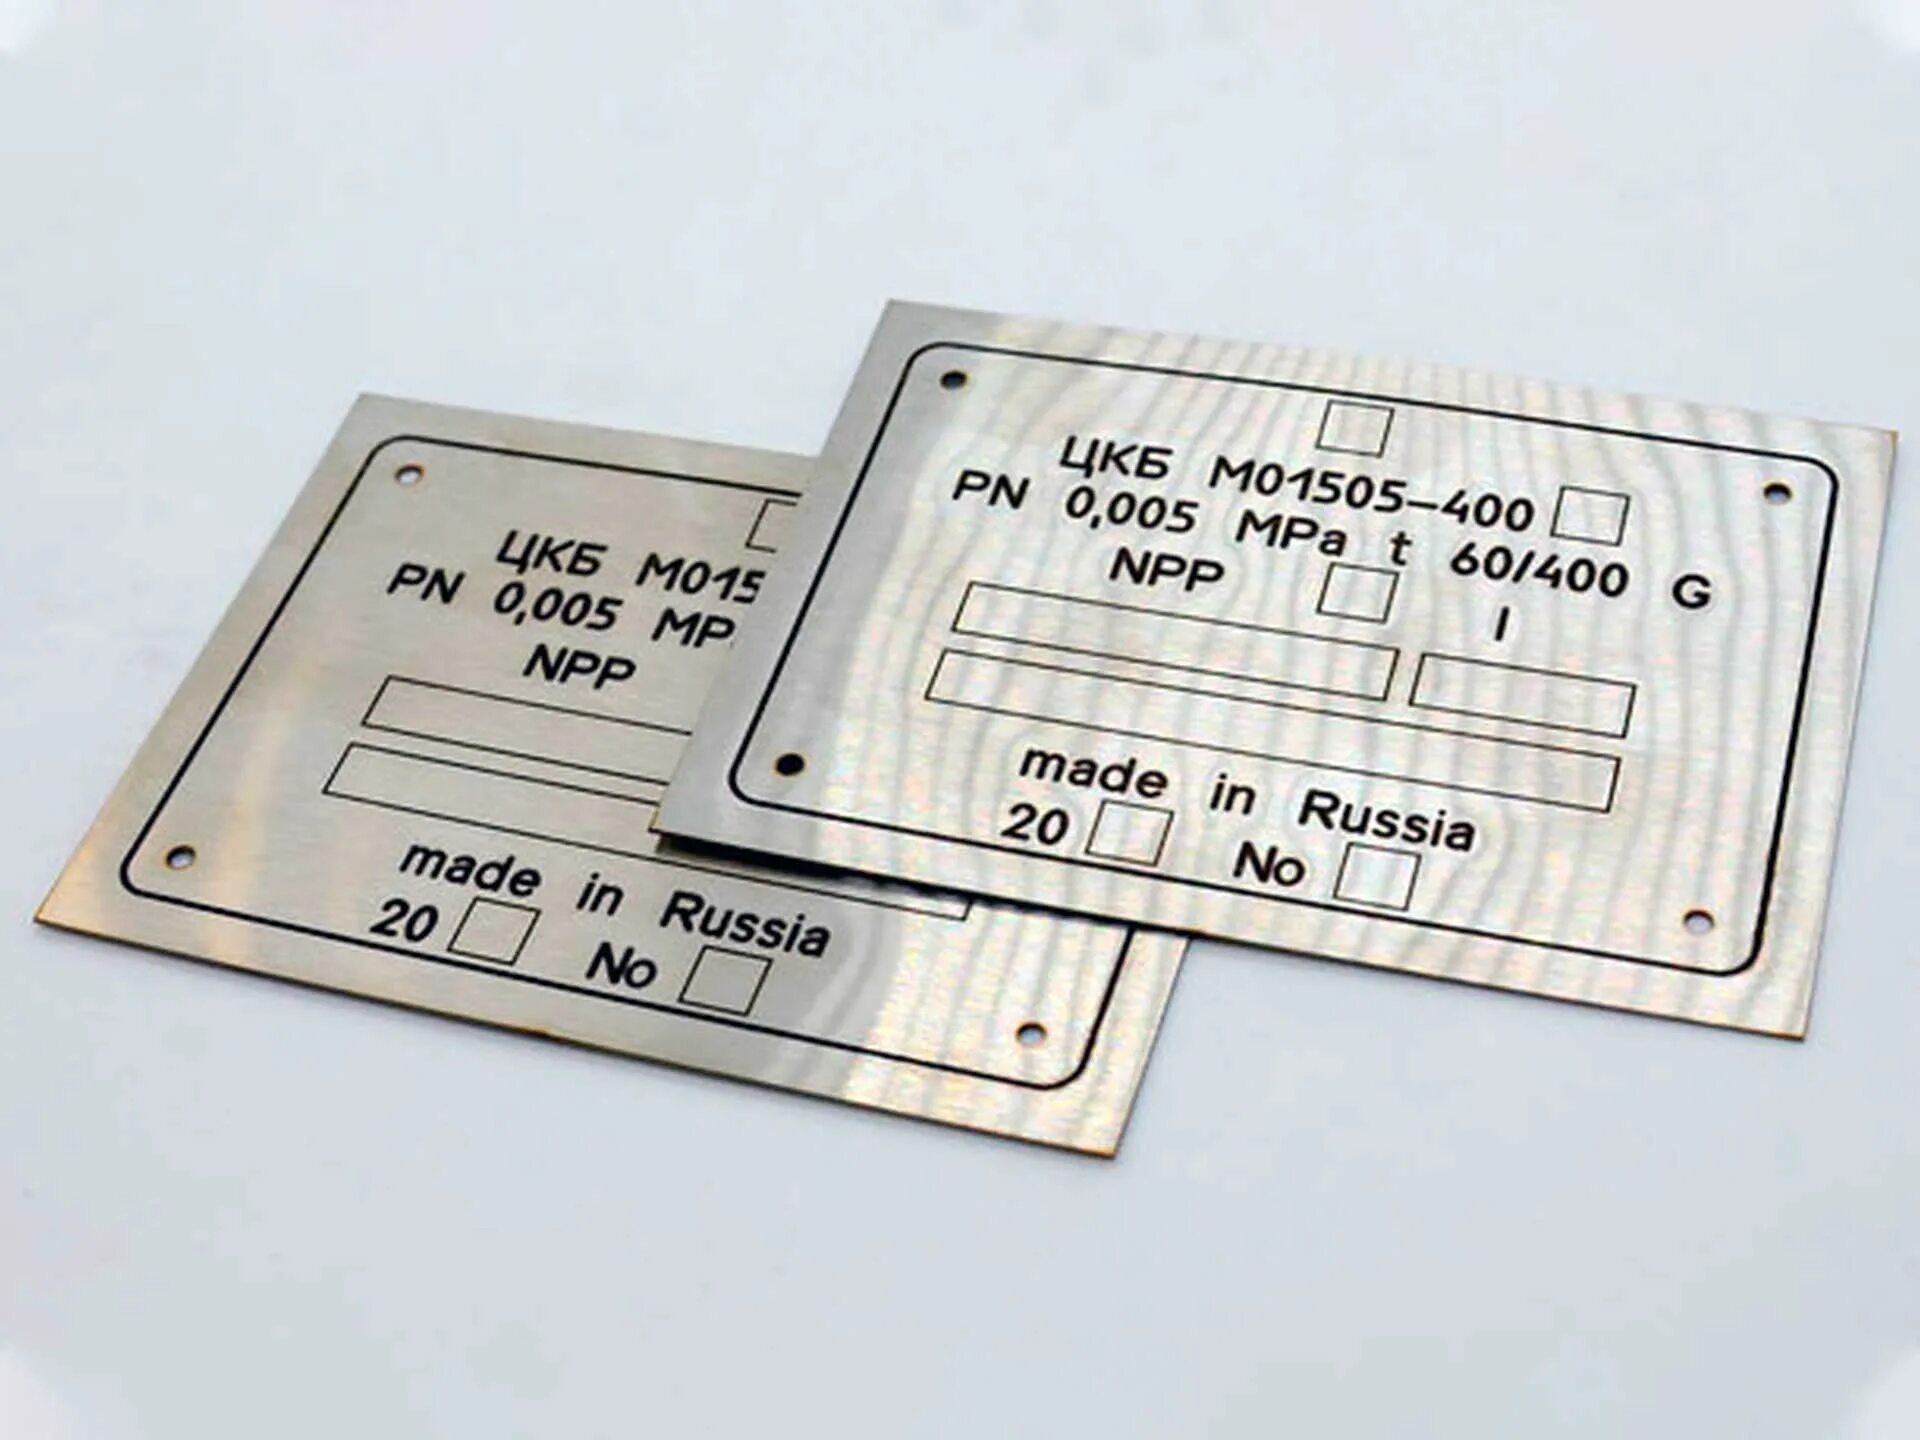 ЦКБ М01505-400
PN 0,005 MPa t 60/400 G
NPP I
made in Russia
20 No
ЦКБ М015
PN 0,005 MP
NPP
made in Russia
20 No